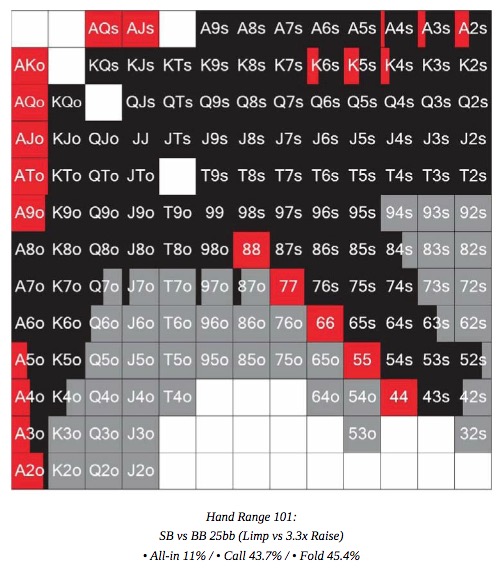 AQs AJs A9s A8s A7s A6s A5s A4s A3s A2s
AKo KQs KJs KTs K9s K8s K7s K6s K5s K4s K3s K2s
AQo KQo QJs QTs Q9s Q8s Q7s Q6s Q5s Q4s Q3s Q2s
AJo KJo QJo JJ JTs J9s J8s J7s J6s J5s J4s J3s J2s
ATo KTo QTo JTo T9s T8s T7s T6s T5s T4s T3s T2s
A9o K9o Q9o J9o T9o 99 98s 97s 96s 95s 94s 93s 92s
A8o K8o Q8o J8o T8o 98o 88 87s 86s 85s 84s 83s 82s
A7o K7o Q7o J7o T7o 97o 87o 77 76s 75s 74s 73s 72s
A6o K6o Q6o J6o T6o 96o 86o 76o 66 65s 64s 63s 62s
A5o K5o Q5o J5o T5o 95o 85o 75o 65o 55 54s 53s 52s
A4o K4o Q4o J4o T4o 64o 54o 44 43s 42s
A3o K3o Q3o J3o 53o 32s
A2o K2o Q2o J2o
Hand Range 101:
SB vs BB 25bb (Limp vs 3.3x Raise)
• All-in 11% / • Call 43.7% / • Fold 45.4%